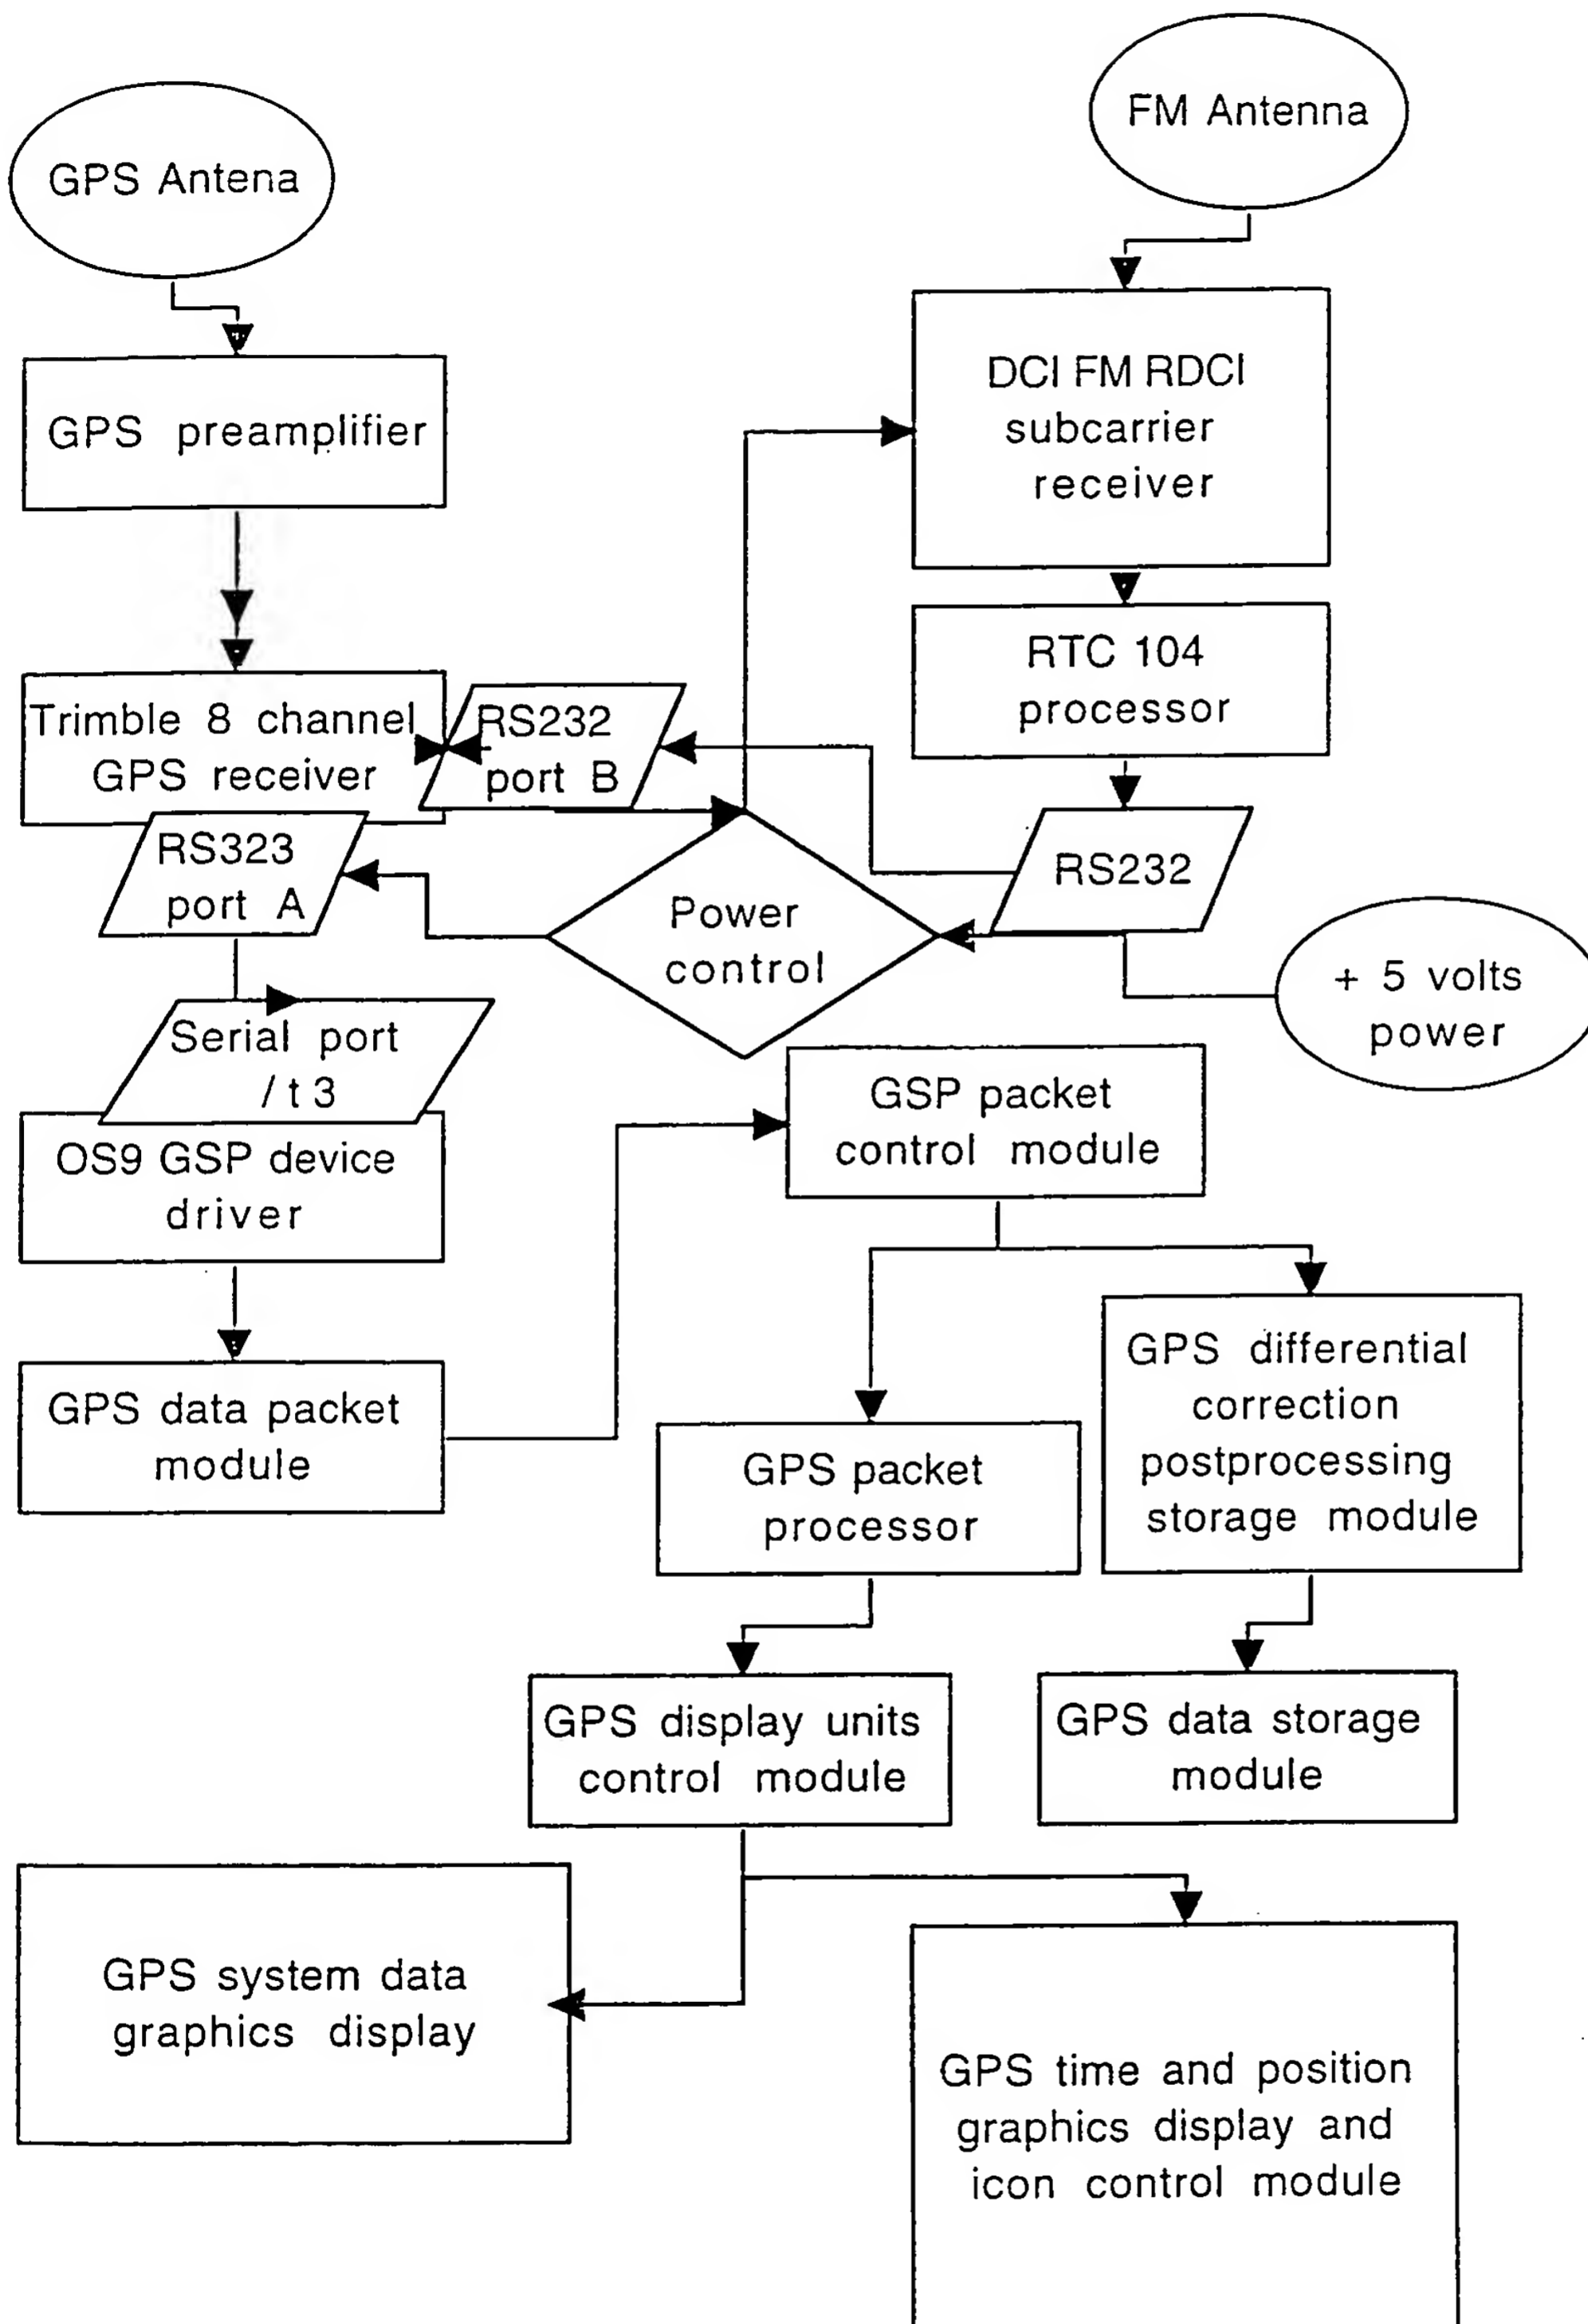 FM Antenna
GPS Antena
DCI FM RDCI
subcarrier
receiver
GPS preamplifier
RTC 104
processor
Trimble 8 channel
GPS receiver
RS232
port B
RS323
port A
Power
control
RS232
+ 5 volts
power
Serial port
/t3
GSP packet
control module
OS9 GSP device
driver
GPS differential
correction
postprocessing
storage module
GPS data packet
module
GPS packet
processor
GPS display units
control module
GPS data storage
module
GPS system data
graphics display
GPS time and position
graphics display and
icon control module